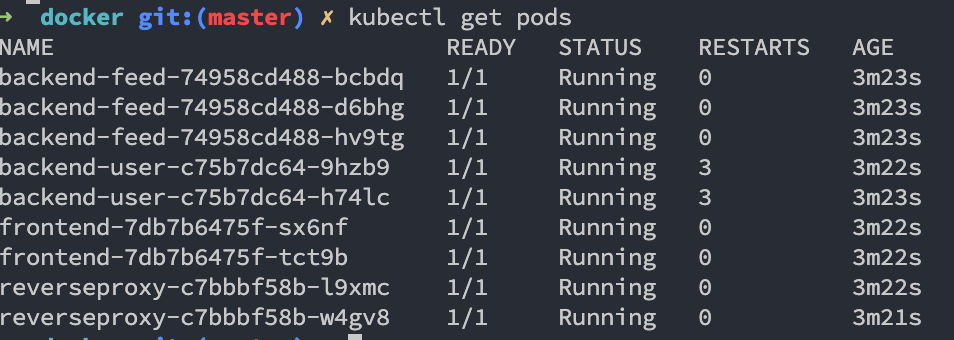 → docker git:(master) ✗ kubectl get pods
NAME READY STATUS RESTARTS AGE
backend-feed-74958cd488-bcbdq 1/1 Running 0 3m23s
backend-feed-74958cd488-d6bhg 1/1 Running 0 3m23s
backend-feed-74958cd488-hv9tg 1/1 Running 0 3m23s
backend-user-c75b7dc64-9hzb9 1/1 Running 3 3m22s
backend-user-c75b7dc64-h74lc 1/1 Running 3 3m23s
frontend-7db7b6475f-sx6nf 1/1 Running 0 3m22s
frontend-7db7b6475f-tct9b 1/1 Running 0 3m22s
reverseproxy-c7bbbf58b-l9xmc 1/1 Running 0 3m22s
reverseproxy-c7bbbf58b-w4gv8 1/1 Running 0 3m21s